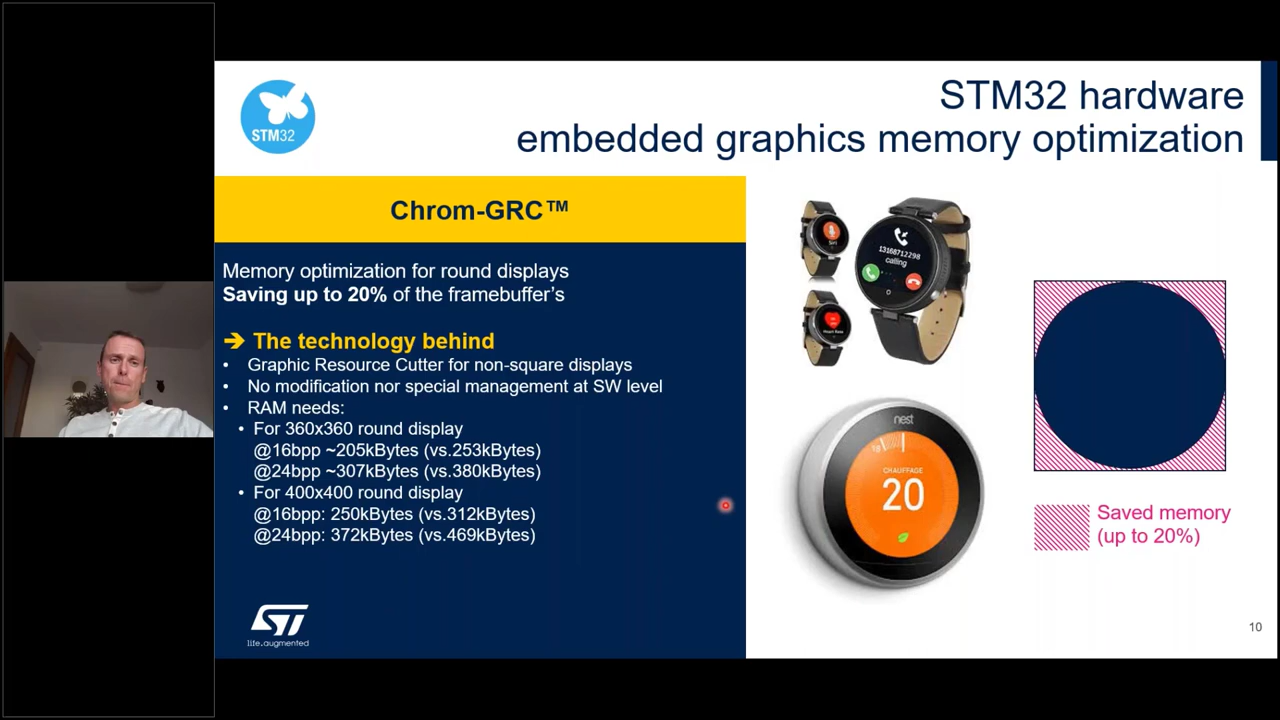 STM32 hardware
embedded graphics memory optimization
STM32
Chrom-GRC™
Memory optimization for round displays
Saving up to 20% of the framebuffer's
➔ The technology behind
• Graphic Resource Cutter for non-square displays
• No modification nor special management at SW level
• RAM needs:
• For 360x360 round display
@16bpp ~205kBytes (vs.253kBytes)
@24bpp ~307kBytes (vs.380kBytes)
• For 400x400 round display
@16bpp: 250kBytes (vs.312kBytes)
@24bpp: 372kBytes (vs.469kBytes)
ST
life.augmented
13168712298
calling
nest
CHAUFFAGE
20
Saved memory
(up to 20%)
10